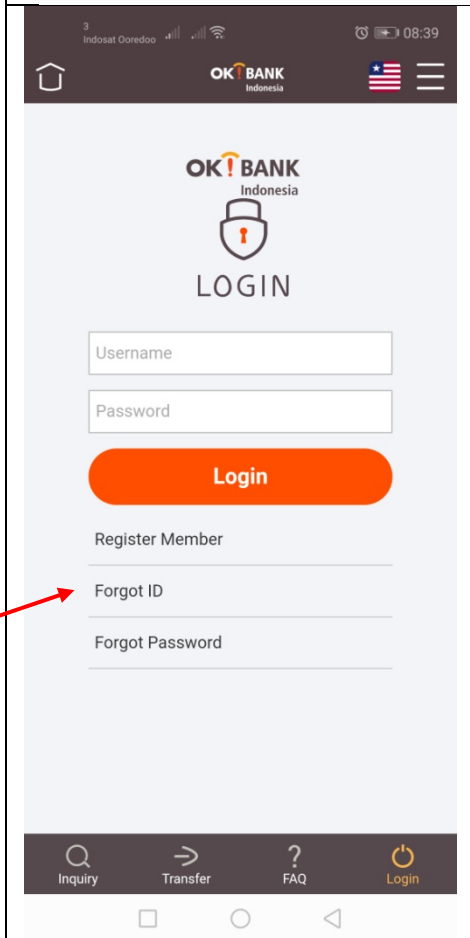 3
Indosat Ooredoo
08:39
OK! BANK
Indonesia
OK! BANK
Indonesia
LOGIN
Username
Password
Login
Register Member
Forgot ID
Forgot Password
Inquiry Transfer FAQ Login